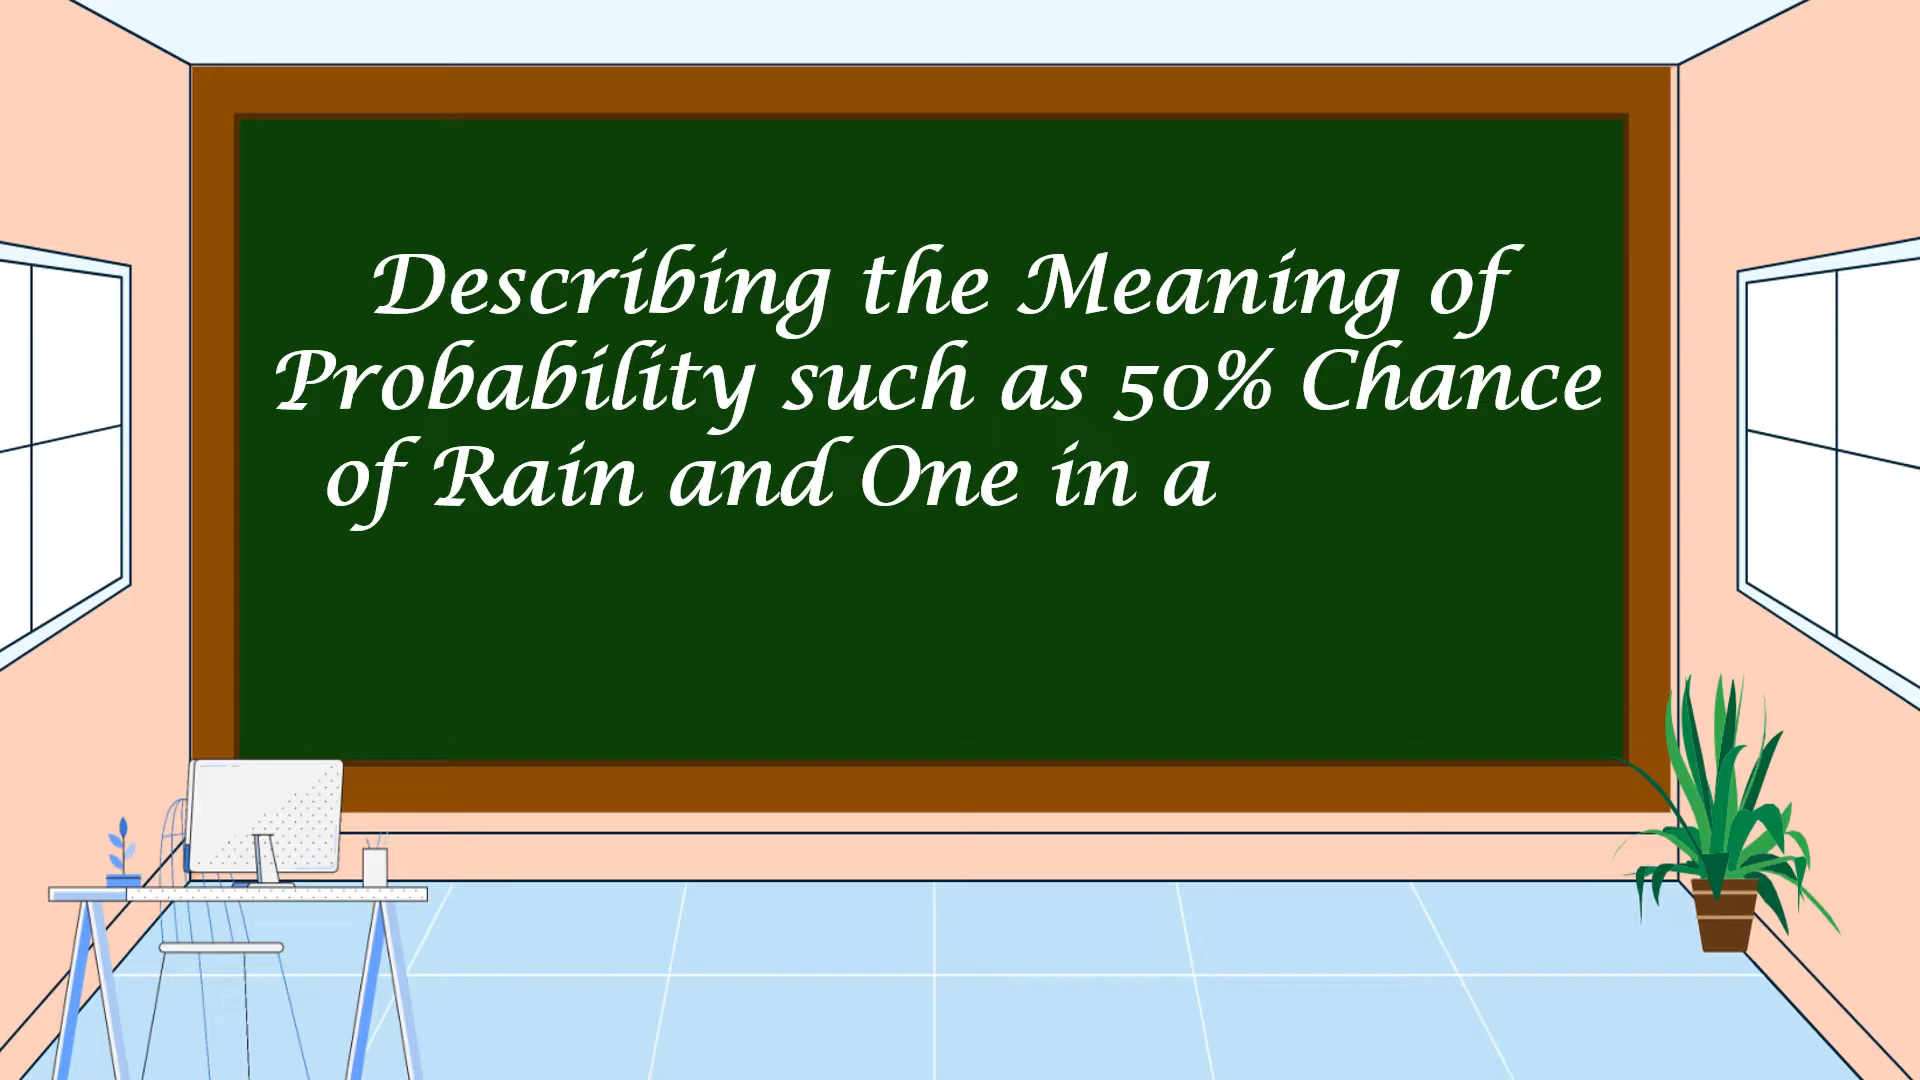 Describing the Meaning of
Probability such as 50% Chance
of Rain and One in a